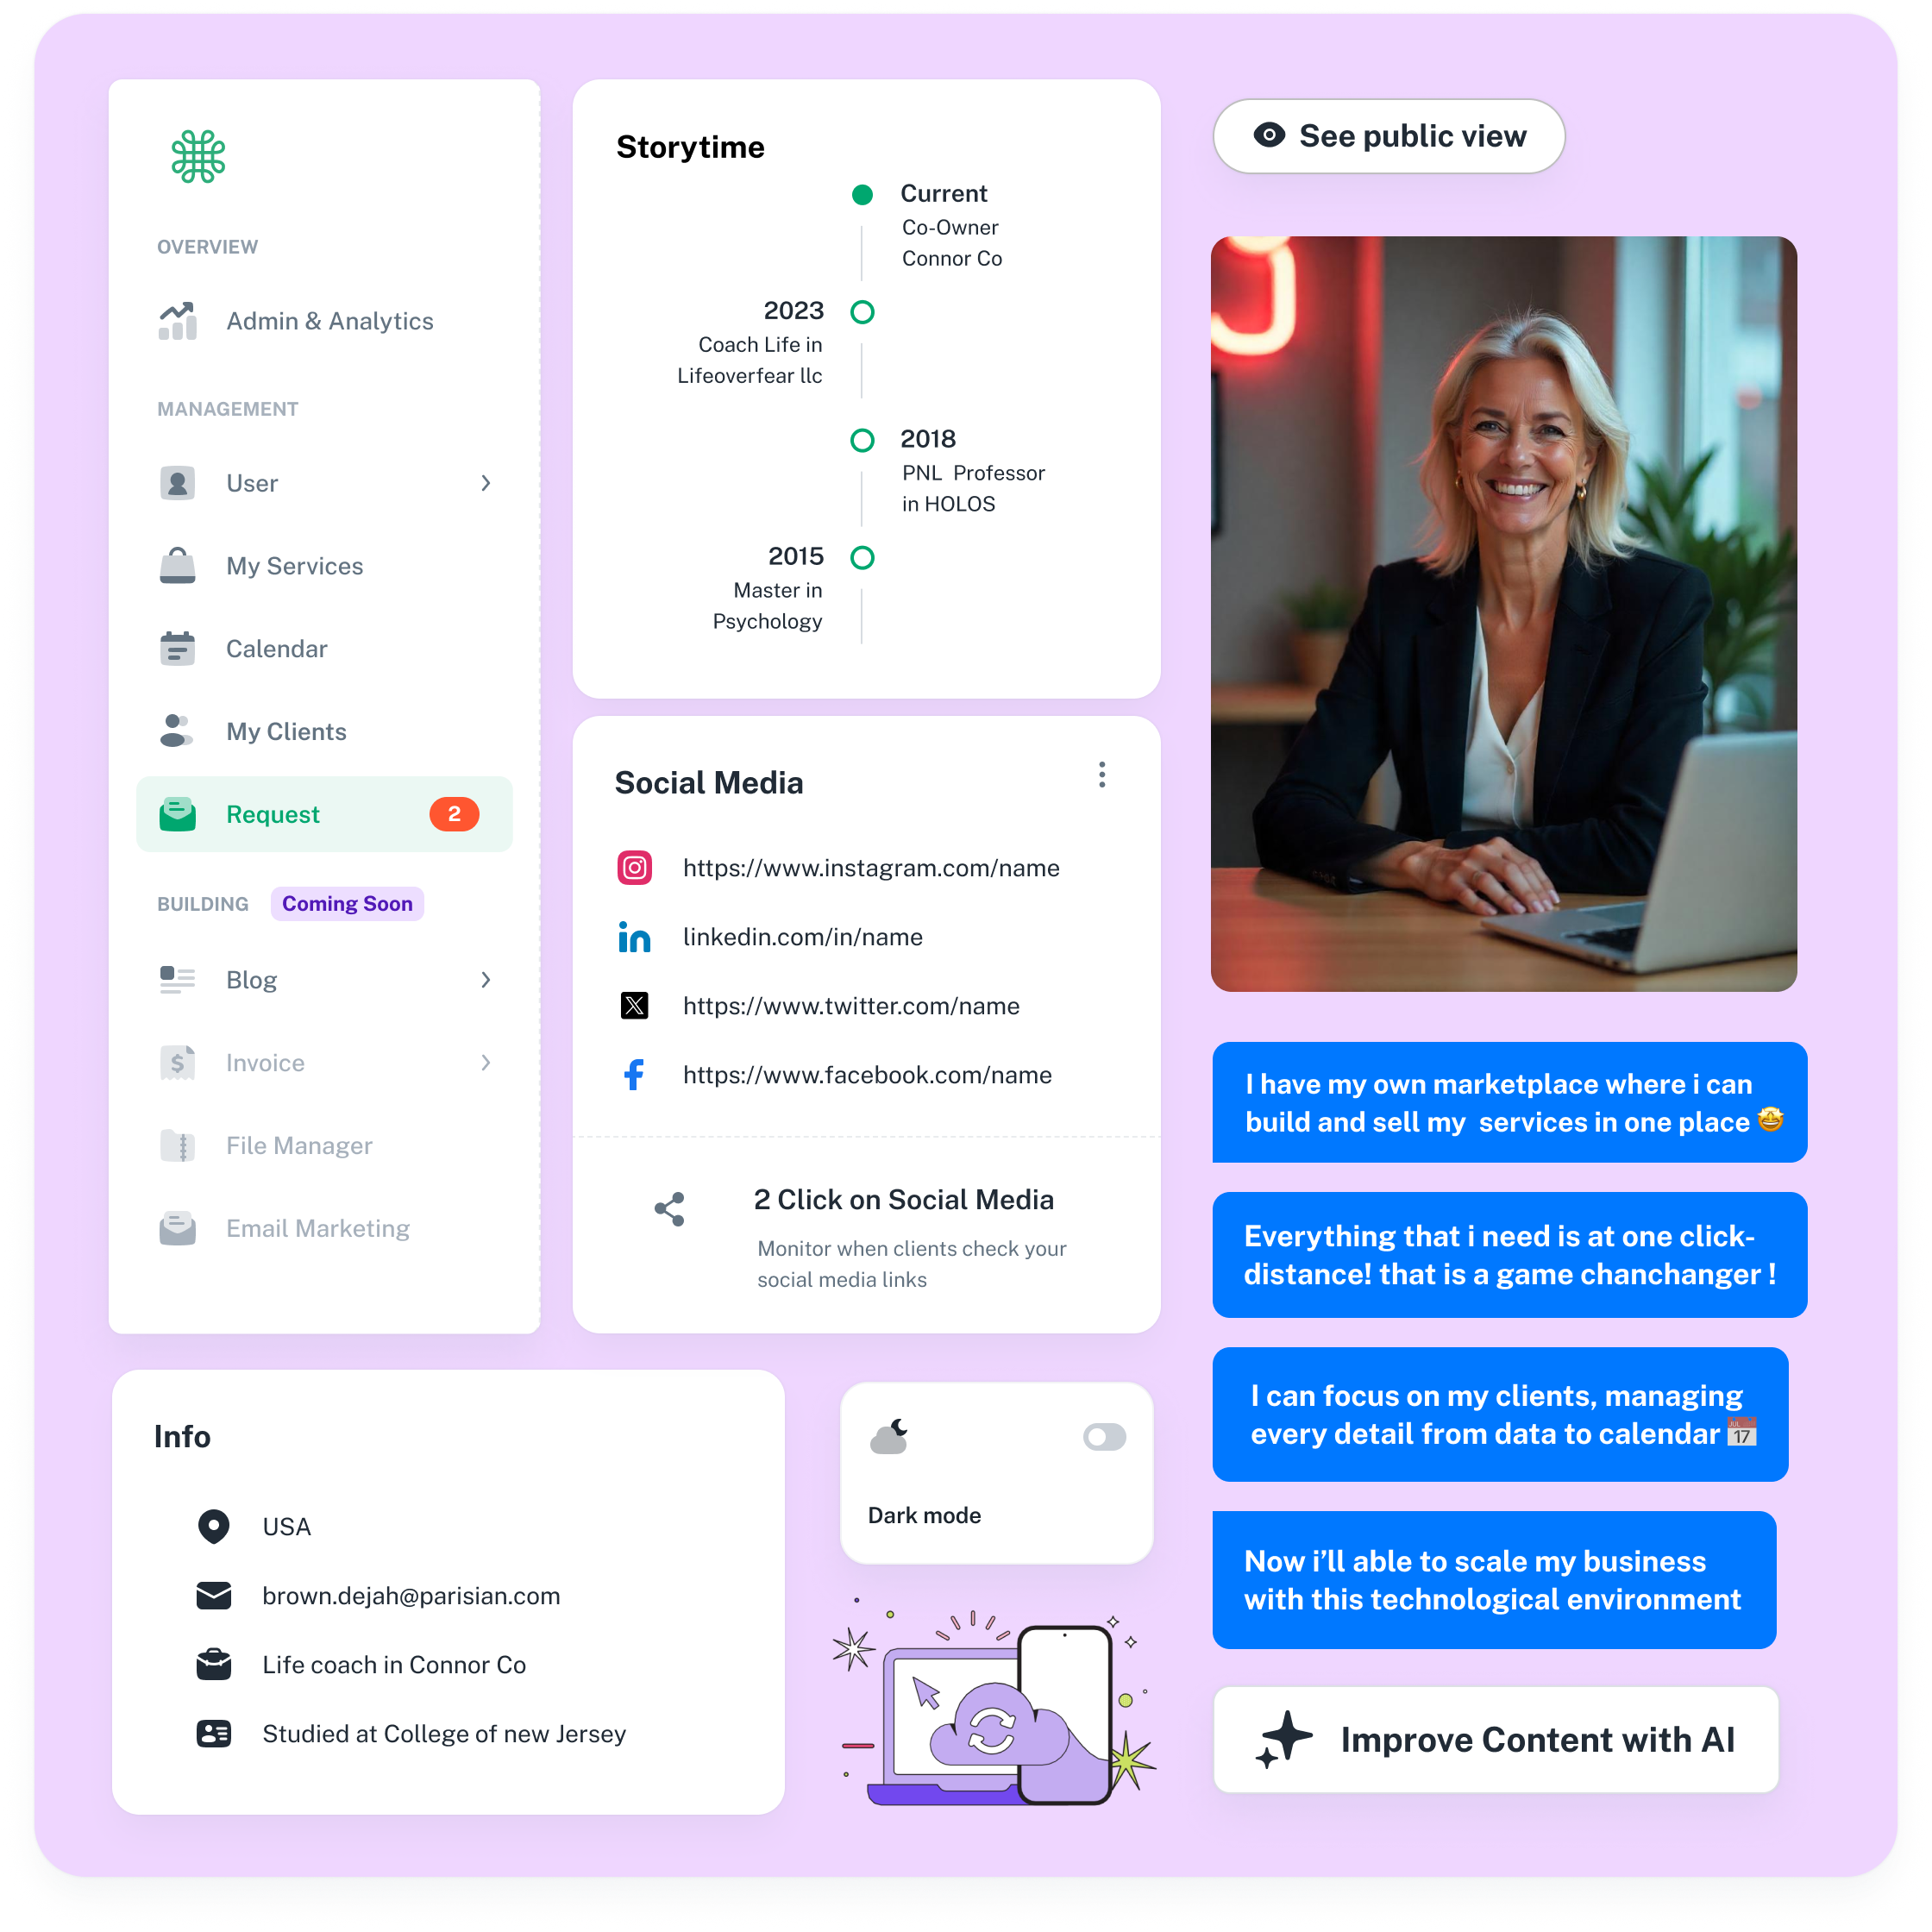 OVERVIEW
Admin & Analytics
MANAGEMENT
User
My Services
Calendar
My Clients
Request 2
BUILDING Coming Soon
Blog
Invoice
File Manager
Email Marketing
Storytime
Current
Co-Owner
Connor Co
2023
Coach Life in
Lifeoverfear llc
2018
PNL  Professor
in HOLOS
2015
Master in
Psychology
Social Media
https://www.instagram.com/name
linkedin.com/in/name
https://www.twitter.com/name
https://www.facebook.com/name
2 Click on Social Media
Monitor when clients check your
social media links
See public view
I have my own marketplace where i can
build and sell my  services in one place 🤩
Everything that i need is at one click-
distance! that is a game chanchanger !
I can focus on my clients, managing
every detail from data to calendar 📅
Now i’ll able to scale my business
with this technological environment
Improve Content with AI
Info
USA
brown.dejah@parisian.com
Life coach in Connor Co
Studied at College of new Jersey
Dark mode